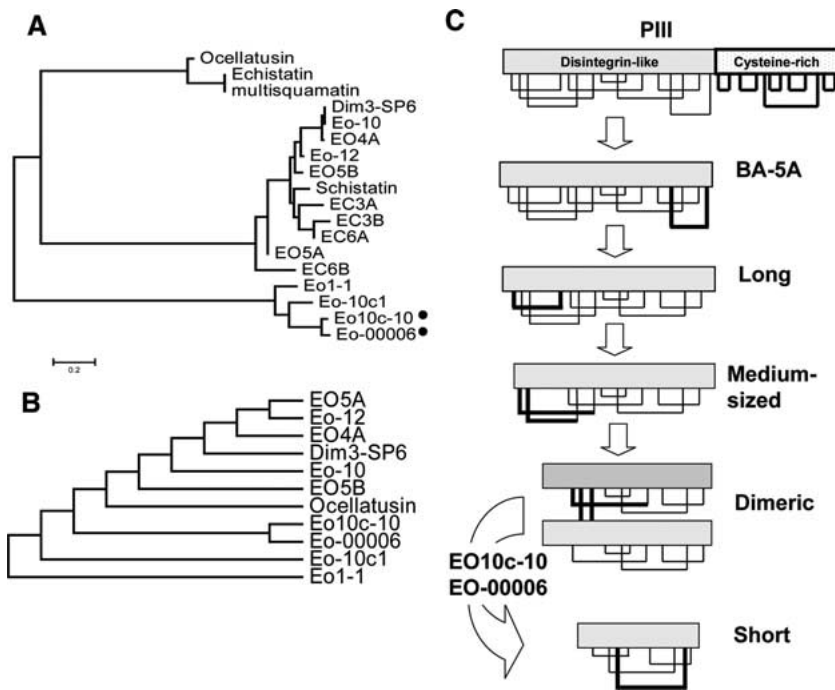 A
Ocellatusin
Echistatin
multisquamatin
Dim3-SP6
Eo-10
EO4A
Eo-12
EO5B
Schistatin
EC3A
EC3B
EC6A
EO5A
EC6B
Eo1-1
Eo-10c1
Eo10c-10
Eo-00006
0.2
B
EO5A
Eo-12
EO4A
Dim3-SP6
Eo-10
EO5B
Ocellatusin
Eo10c-10
Eo-00006
Eo-10c1
Eo1-1
C
PIII
Disintegrin-like
Cysteine-rich
BA-5A
Long
Medium-
sized
Dimeric
EO10c-10
EO-00006
Short